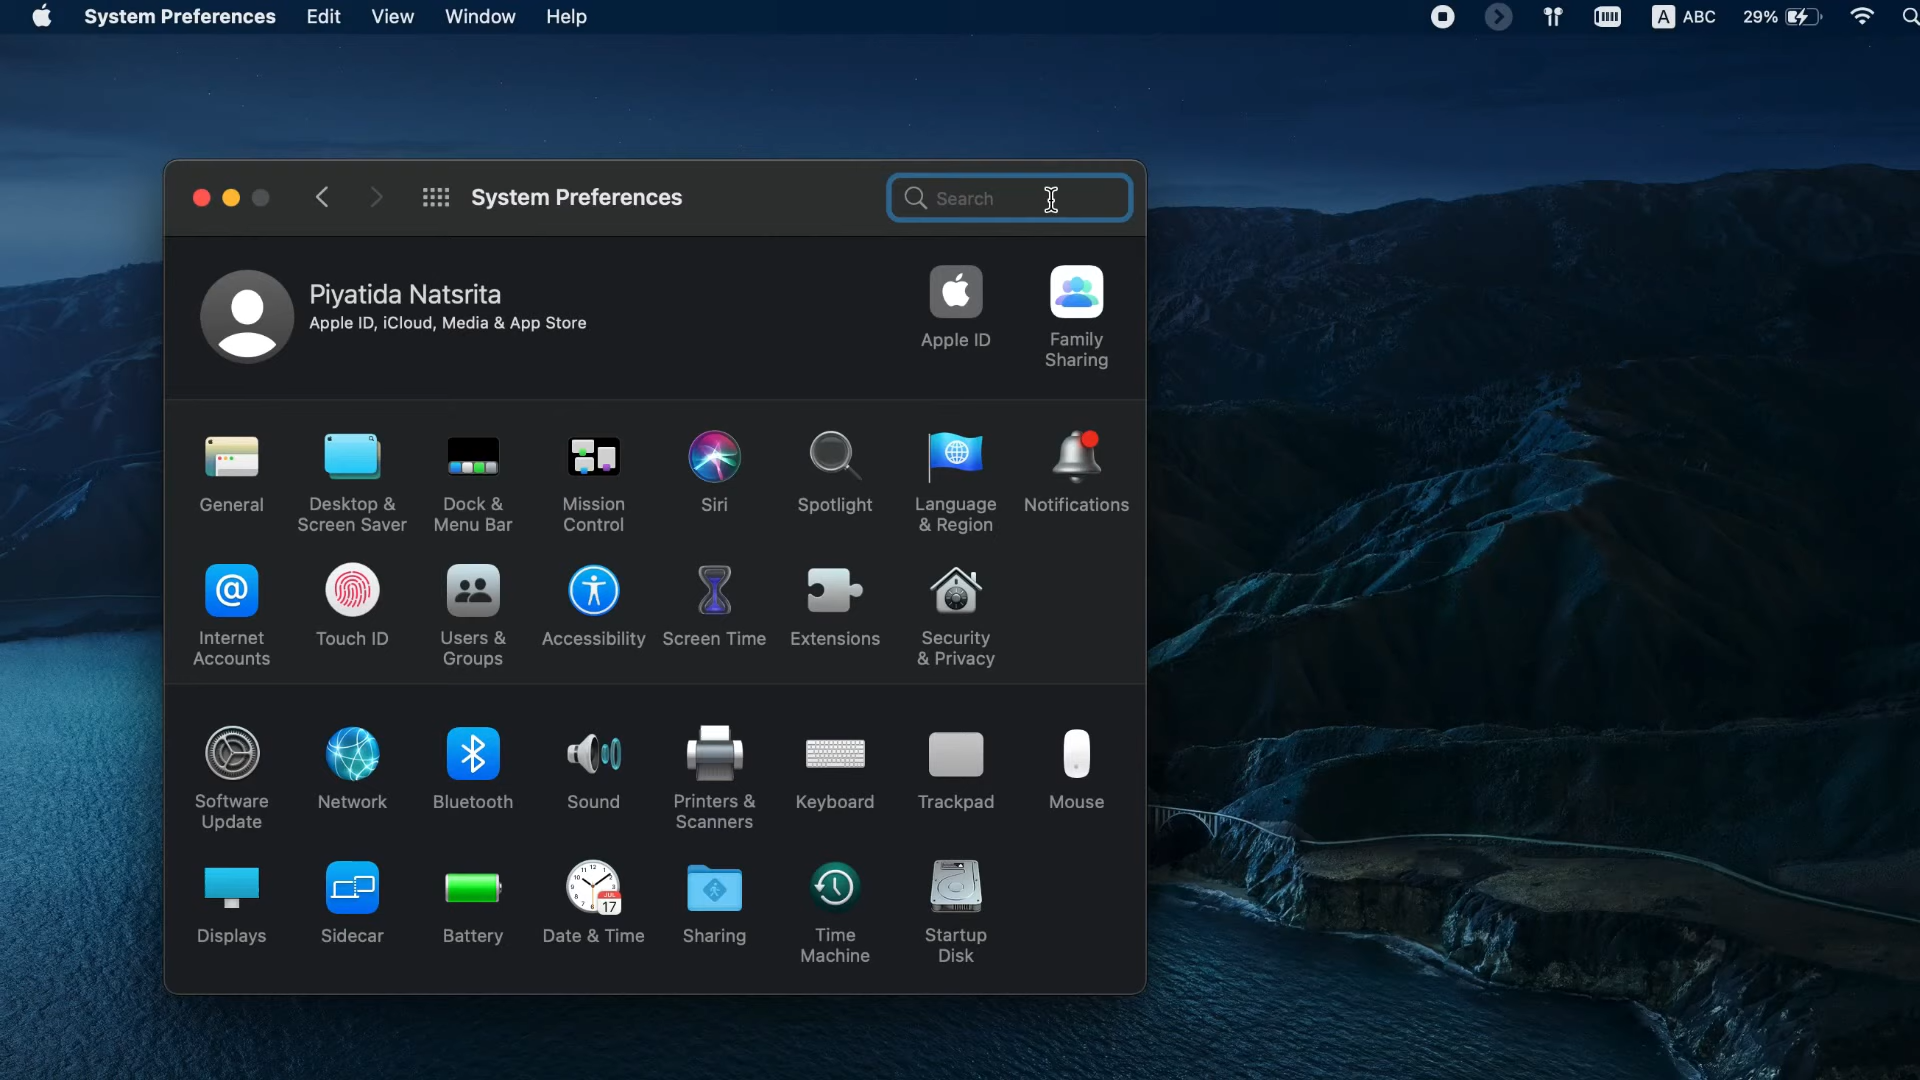 System Preferences Edit View Window Help A ABC 29%
System Preferences Search
Piyatida Natsrita
Apple ID, iCloud, Media & App Store
Apple ID
Family
Sharing
General
Desktop &
Screen Saver
Dock &
Menu Bar
Mission
Control
Siri
Spotlight
Language
& Region
Notifications
Internet
Accounts
Touch ID
Users &
Groups
Accessibility
Screen Time
Extensions
Security
& Privacy
Software
Update
Network
Bluetooth
Sound
Printers &
Scanners
Keyboard
Trackpad
Mouse
Displays
Sidecar
Battery
JUL
17
Date & Time
Sharing
Time
Machine
Startup
Disk